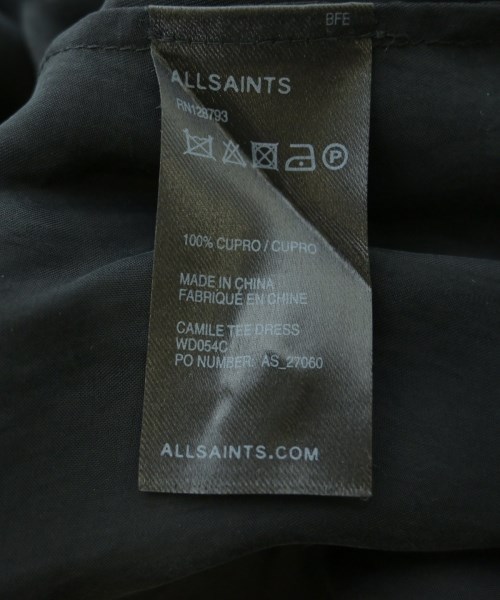 BFE
ALLSAINTS
RN128793
P
100% CUPRO / CUPRO
MADE IN CHINA
FABRIQUÉ EN CHINE
CAMILE TEE DRESS
WD054C
PO NUMBER: AS_27060
ALLSAINTS.COM